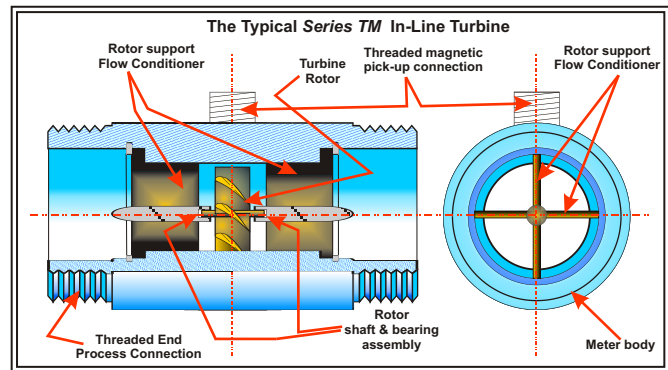 The Typical Series TM In-Line Turbine
Rotor support
Flow Conditioner
Turbine
Rotor
Threaded magnetic
pick-up connection
Rotor support
Flow Conditioner
Threaded End
Process Connection
Rotor
shaft & bearing
assembly
Meter body